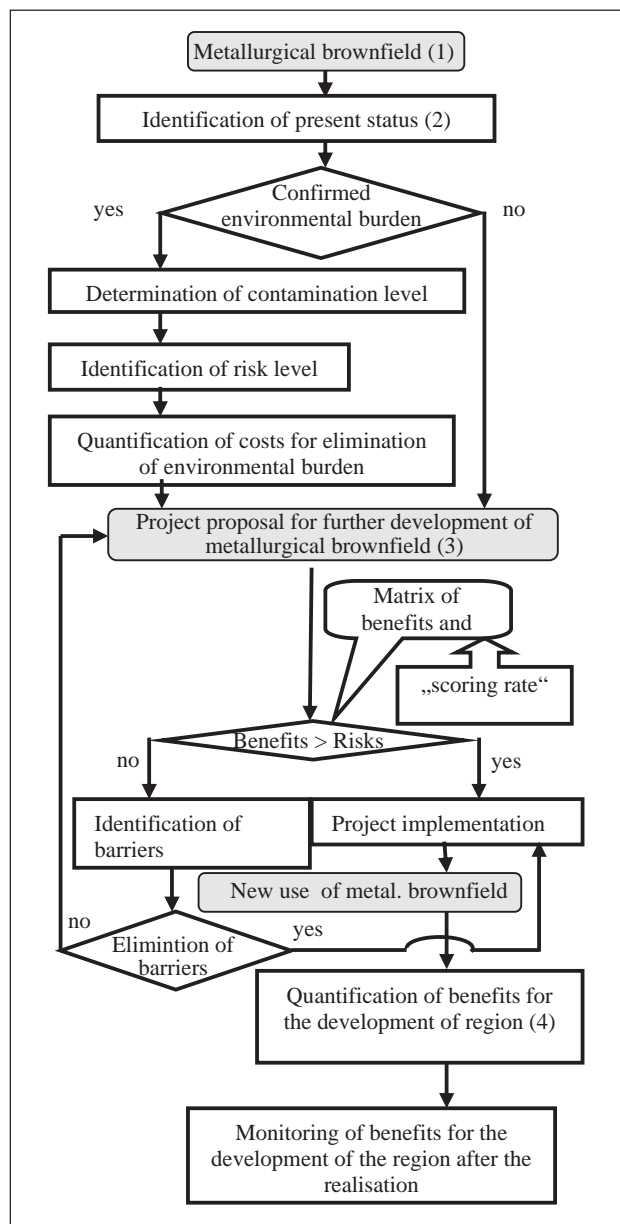 Metallurgical brownfield (1)
Identification of present status (2)
Confirmed
environmental burden
yes
no
Determination of contamination level
Identification of risk level
Quantification of costs for elimination
of environmental burden
Project proposal for further development of
metallurgical brownfield (3)
Matrix of
benefits and
„scoring rate“
Benefits > Risks
no
yes
Identification of
barriers
Project implementation
New use of metal. brownfield
no
Elimintion of
barriers
yes
Quantification of benefits for
the development of region (4)
Monitoring of benefits for the
development of the region after the
realisation